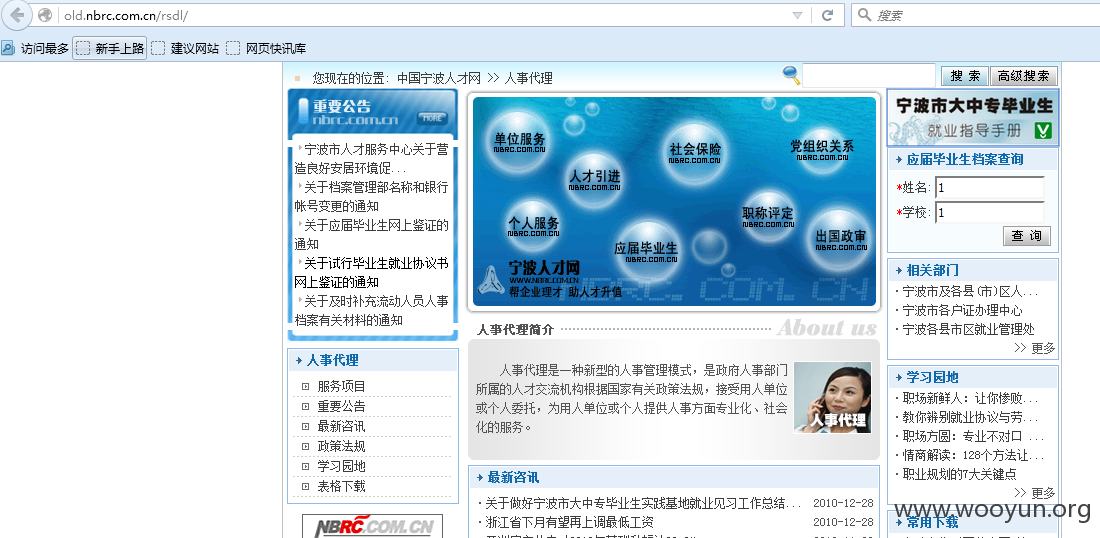 old.nbrc.com.cn/rsdl/
搜索
访问最多 新手上路 建议网站 网页快讯库
您现在的位置: 中国宁波人才网 >> 人事代理
搜 索 高级搜索
重要公告
nbrc.com.cn
MORE
宁波市人才服务中心关于营
造良好安居环境促...
关于档案管理部名称和银行
帐号变更的通知
关于应届毕业生网上鉴证的
通知
关于试行毕业生就业协议书
网上鉴证的通知
关于及时补充流动人员人事
档案有关材料的通知
人事代理
服务项目
重要公告
最新咨讯
政策法规
学习园地
表格下载
NBRC.COM.CN
单位服务
NBRC.COM.CN
人才引进
NBRC.COM.CN
社会保险
NBRC.COM.CN
党组织关系
NBRC.COM.CN
个人服务
NBRC.COM.CN
应届毕业生
NBRC.COM.CN
职称评定
NBRC.COM.CN
出国政审
NBRC.COM.CN
宁波人才网
WWW.NBRC.COM.CN
帮企业理才 助人才升值
NBRC. COM. CN
人事代理简介
About us
人事代理是一种新型的人事管理模式，是政府人事部门
所属的人才交流机构根据国家有关政策法规，接受用人单位
或个人委托，为用人单位或个人提供人事方面专业化、社会
化的服务。
人事代理
最新咨讯
·关于做好宁波市大中专毕业生实践基地就业见习工作总结... 2010-12-28
·浙江省下月有望再上调最低工资 2010-12-28
宁波市大中专毕业生
就业指导手册
应届毕业生档案查询
*姓名: 1
*学校: 1
查 询
相关部门
·宁波市及各县(市)区人...
·宁波市各户证办理中心
·宁波各县市区就业管理处
>> 更多
学习园地
·职场新鲜人：让你惨败...
·教你辨别就业协议与劳...
·职场方圆：专业不对口 ...
·情商解读：128个方法让...
·职业规划的7大关键点
>> 更多
常用下载
www.wooyun.org